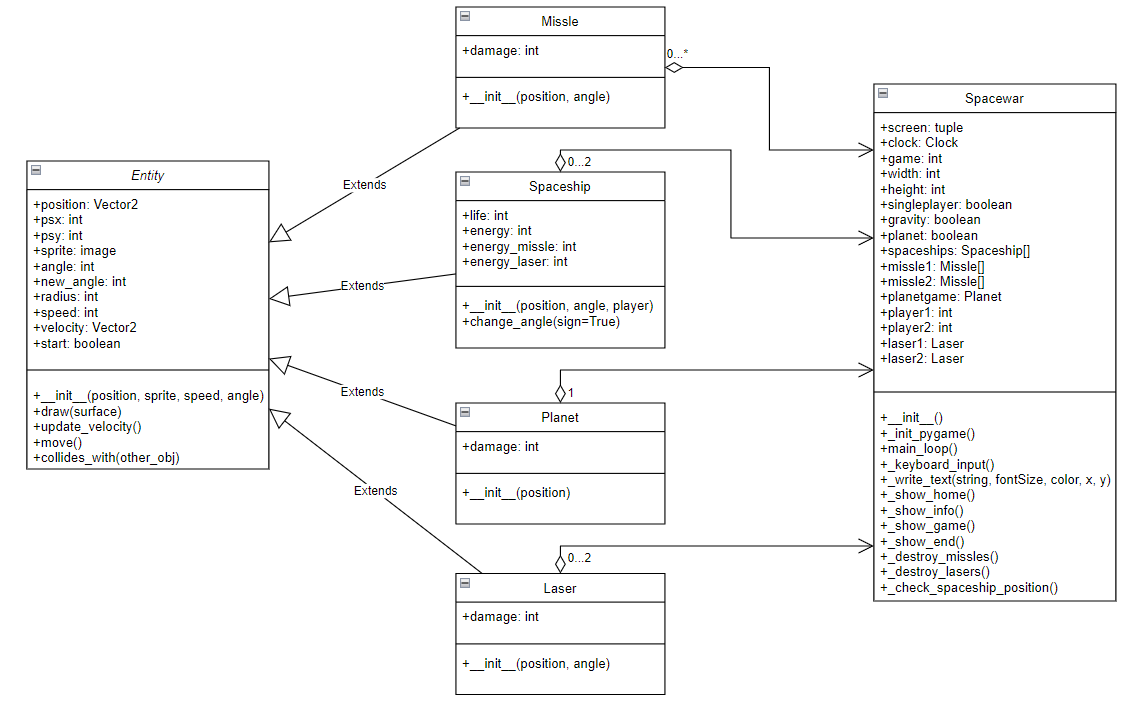 Missle
+damage: int
+__init__(position, angle)
0...*
Entity
+position: Vector2
+psx: int
+psy: int
+sprite: image
+angle: int
+new_angle: int
+radius: int
+speed: int
+velocity: Vector2
+start: boolean
+__init__(position, sprite, speed, angle)
+draw(surface)
+update_velocity()
+move()
+collides_with(other_obj)
Extends
Extends
Extends
Extends
0...2
Spaceship
+life: int
+energy: int
+energy_missle: int
+energy_laser: int
+__init__(position, angle, player)
+change_angle(sign=True)
1
Planet
+damage: int
+__init__(position)
0...2
Laser
+damage: int
+__init__(position, angle)
Spacewar
+screen: tuple
+clock: Clock
+game: int
+width: int
+height: int
+singleplayer: boolean
+gravity: boolean
+planet: boolean
+spaceships: Spaceship[]
+missle1: Missle[]
+missle2: Missle[]
+planetgame: Planet
+player1: int
+player2: int
+laser1: Laser
+laser2: Laser
+__init__()
+_init_pygame()
+main_loop()
+_keyboard_input()
+_write_text(string, fontSize, color, x, y)
+_show_home()
+_show_info()
+_show_game()
+_show_end()
+_destroy_missles()
+_destroy_lasers()
+_check_spaceship_position()